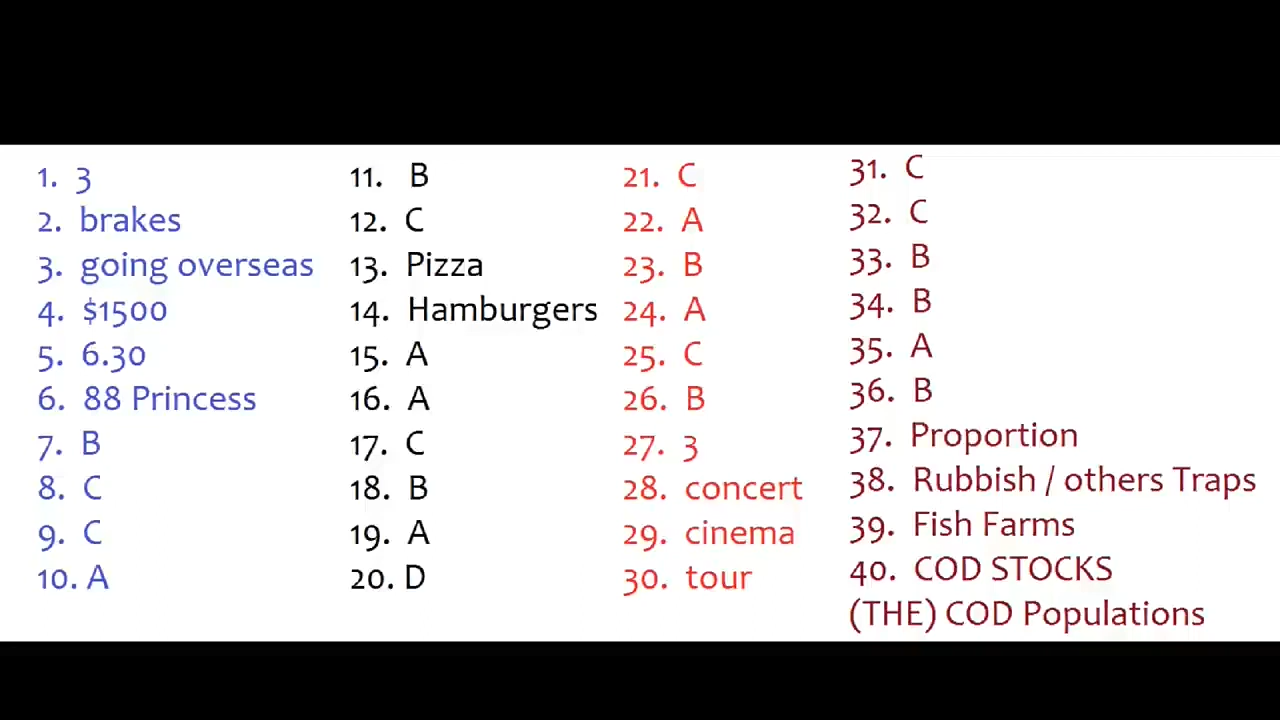 1. 3
2. brakes
3. going overseas
4. $1500
5. 6.30
6. 88 Princess
7. B
8. C
9. C
10. A
11. B
12. C
13. Pizza
14. Hamburgers
15. A
16. A
17. C
18. B
19. A
20. D
21. C
22. A
23. B
24. A
25. C
26. B
27. 3
28. concert
29. cinema
30. tour
31. C
32. C
33. B
34. B
35. A
36. B
37. Proportion
38. Rubbish / others Traps
39. Fish Farms
40. COD STOCKS
(THE) COD Populations